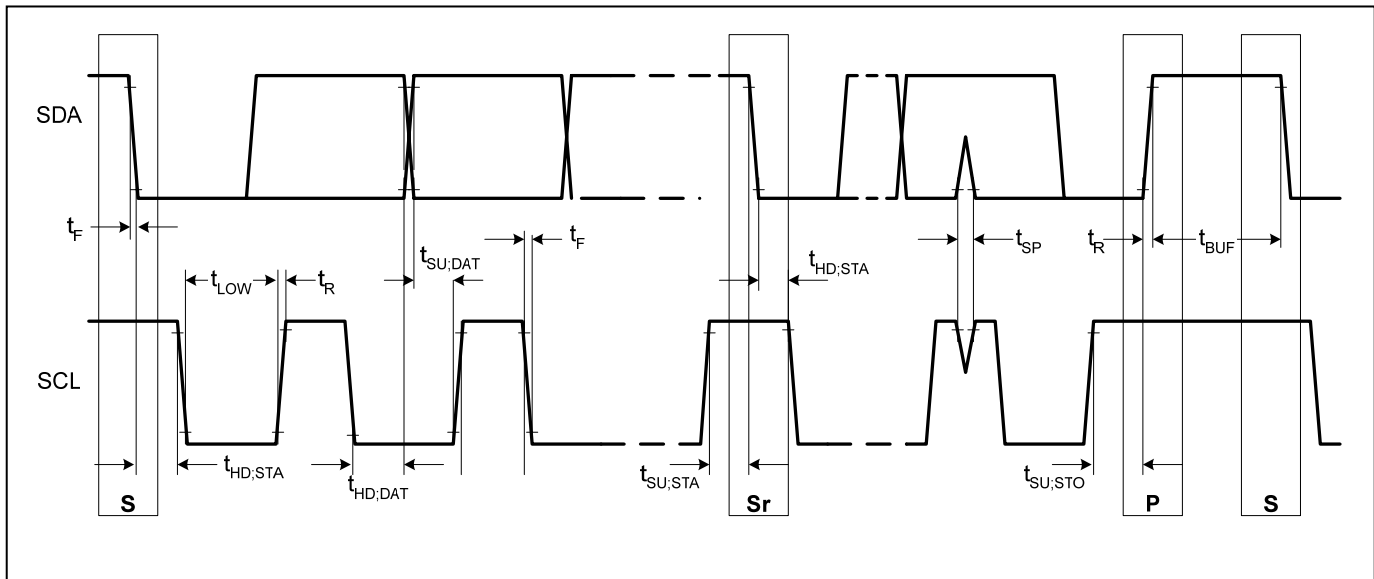 SDA
t_F
t_LOW
t_R
t_SU;DAT
t_F
t_HD;STA
t_SP
t_R
t_BUF
SCL
t_HD;STA
t_HD;DAT
t_SU;STA
t_SU;STO
S
Sr
P
S